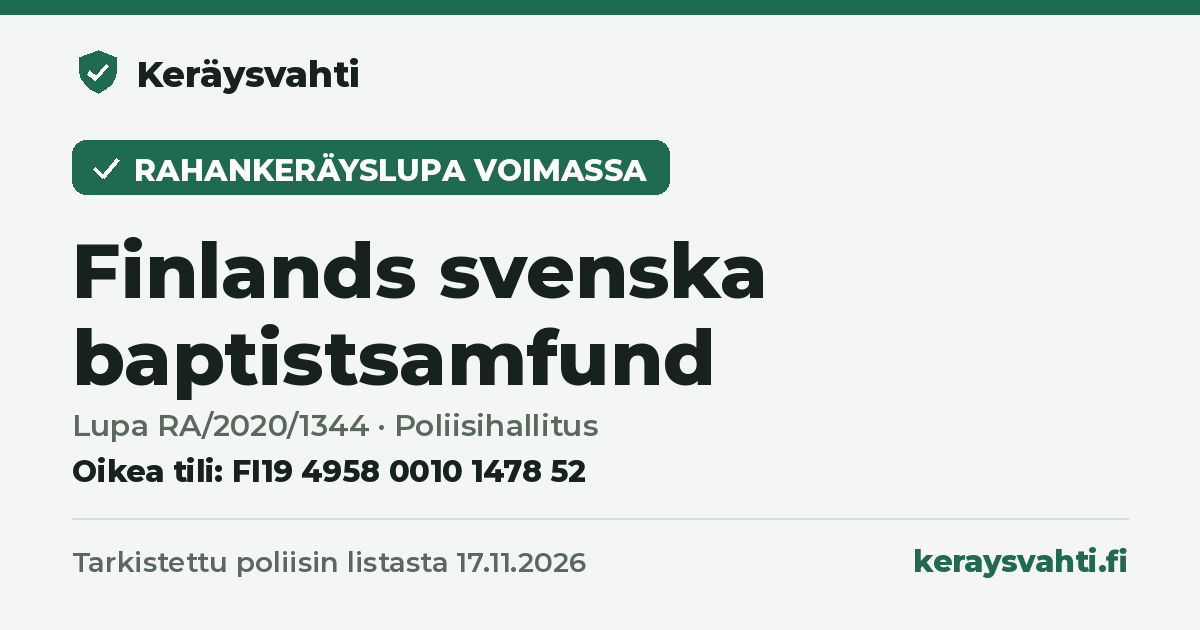 Keräysvahti
RAHANKERÄYSLUPA VOIMASSA
Finlands svenska
baptistsamfund
Lupa RA/2020/1344 · Poliisihallitus
Oikea tili: FI19 4958 0010 1478 52
Tarkistettu poliisin listasta 17.11.2026
keraysvahti.fi